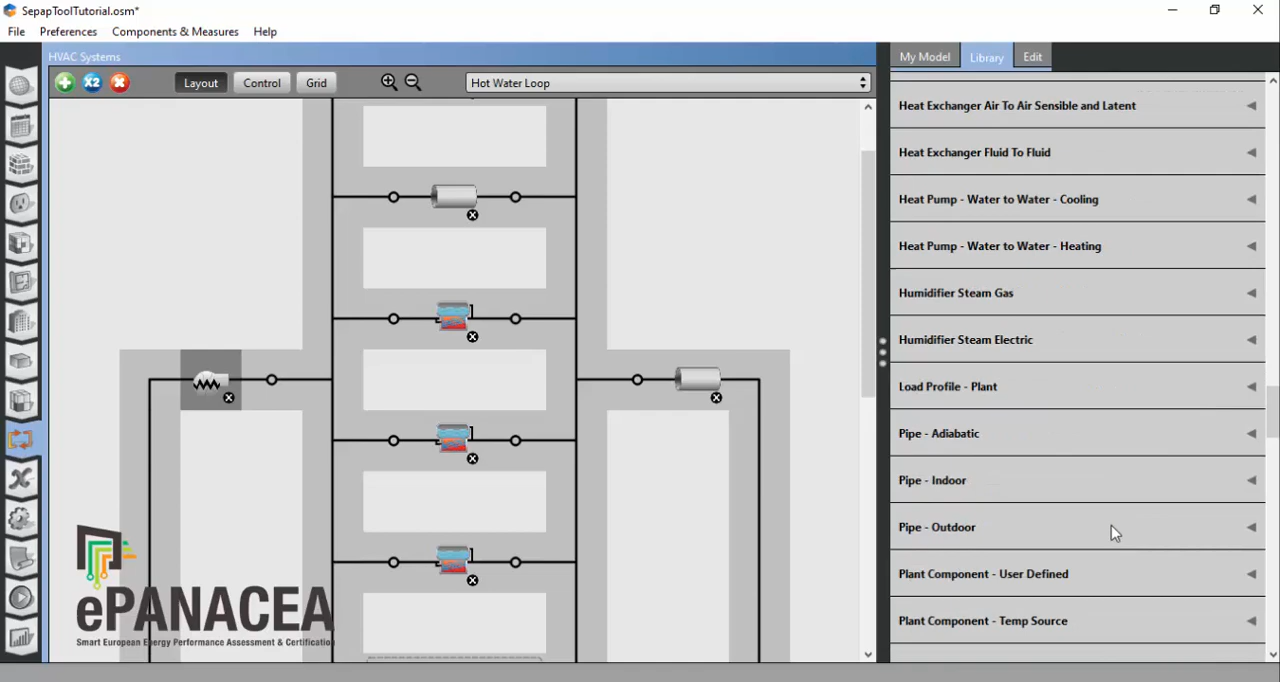 SepapToolTutorial.osm*
File Preferences Components & Measures Help
HVAC Systems
My Model Library Edit
X2 Layout Control Grid Hot Water Loop
Heat Exchanger Air To Air Sensible and Latent
Heat Exchanger Fluid To Fluid
Heat Pump - Water to Water - Cooling
Heat Pump - Water to Water - Heating
Humidifier Steam Gas
Humidifier Steam Electric
Load Profile - Plant
Pipe - Adiabatic
Pipe - Indoor
Pipe - Outdoor
Plant Component - User Defined
Plant Component - Temp Source
ePANACEA
Smart European Energy Performance Assessment & Certification